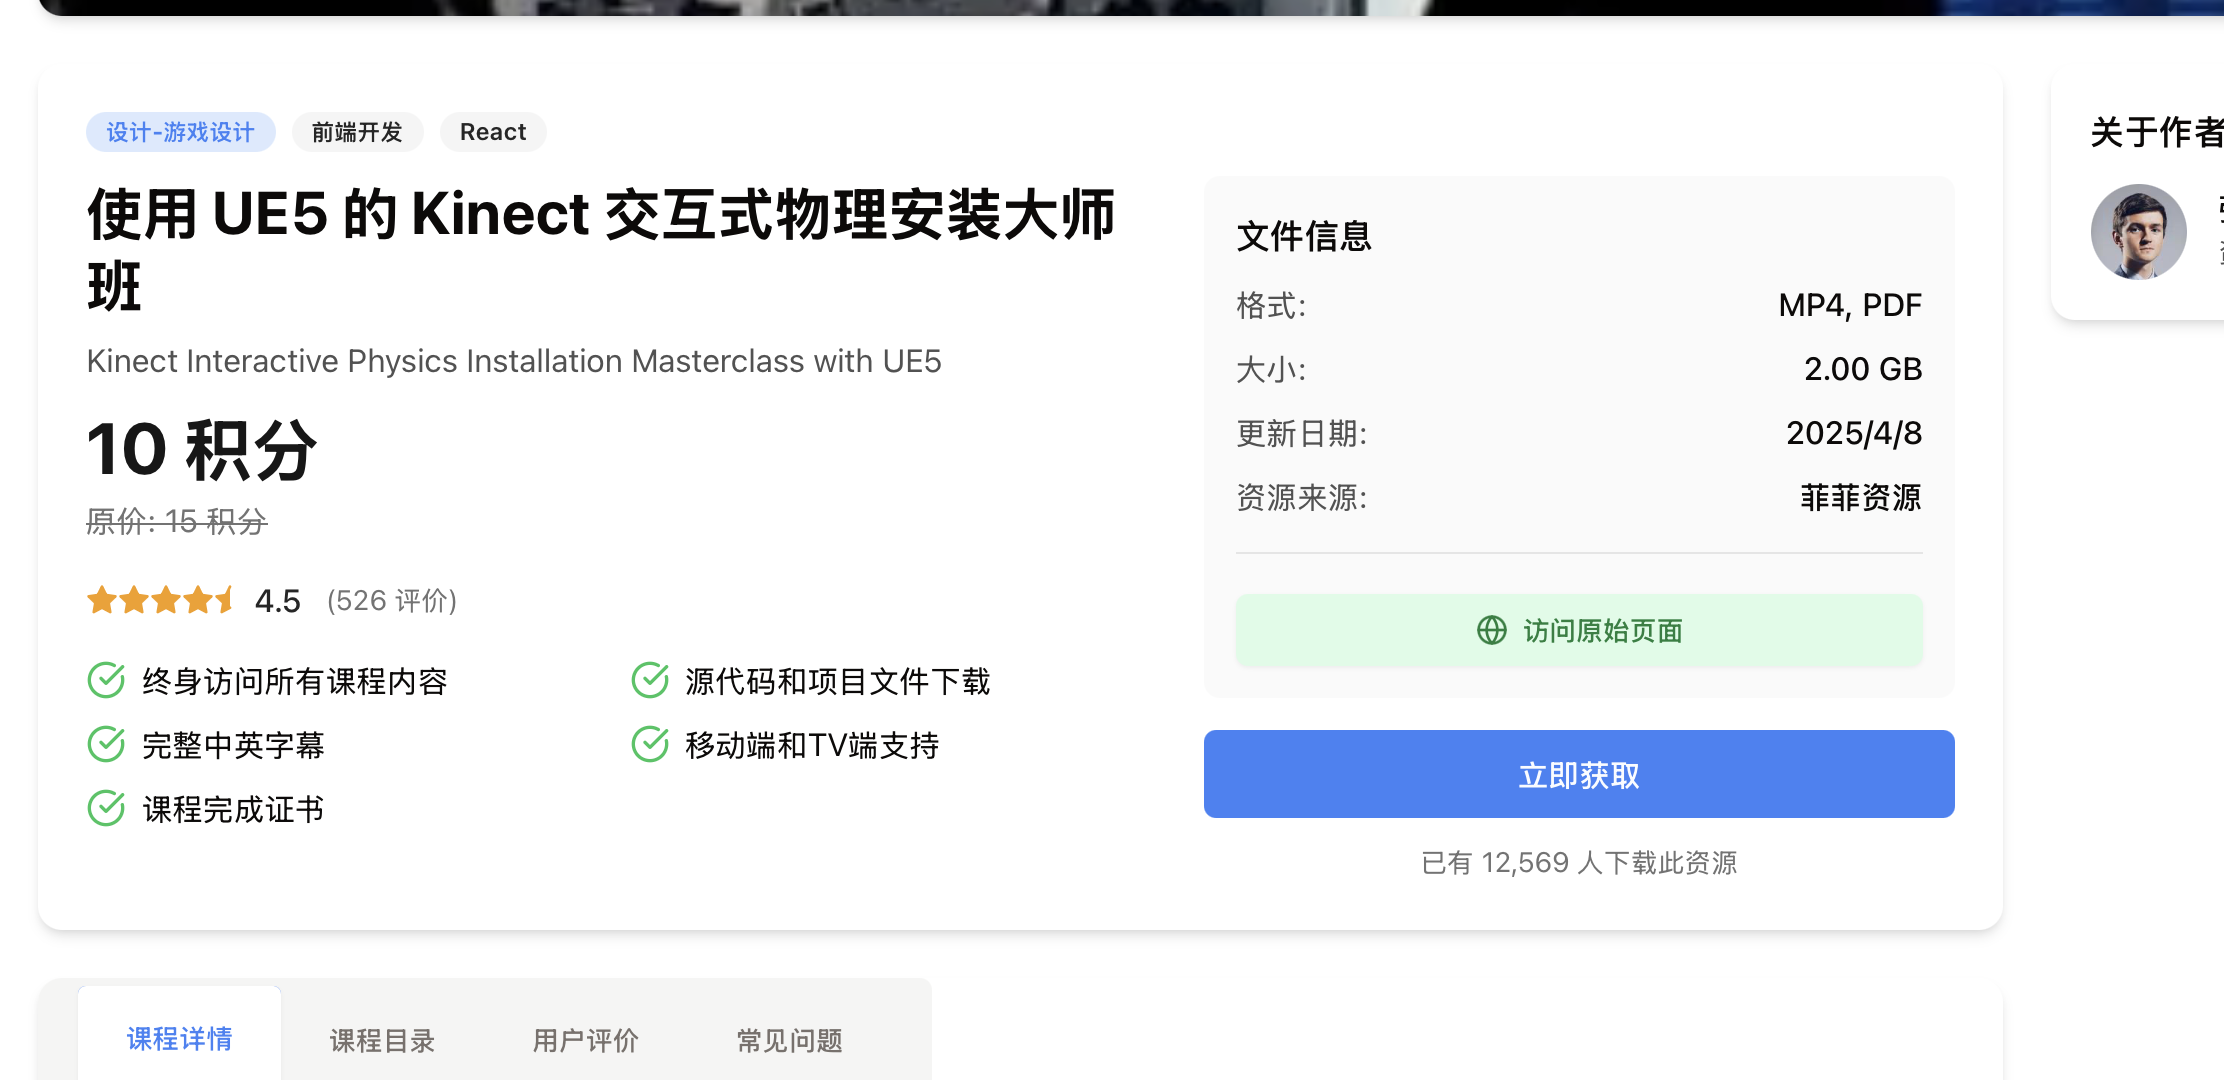 设计-游戏设计
前端开发
React
使用 UE5 的 Kinect 交互式物理安装大师
班
Kinect Interactive Physics Installation Masterclass with UE5
10 积分
原价: 15 积分
4.5 (526 评价)
终身访问所有课程内容
源代码和项目文件下载
完整中英字幕
移动端和TV端支持
课程完成证书
文件信息
格式: MP4, PDF
大小: 2.00 GB
更新日期: 2025/4/8
资源来源: 菲菲资源
访问原始页面
立即获取
已有 12,569 人下载此资源
关于作者
课程详情
课程目录
用户评价
常见问题